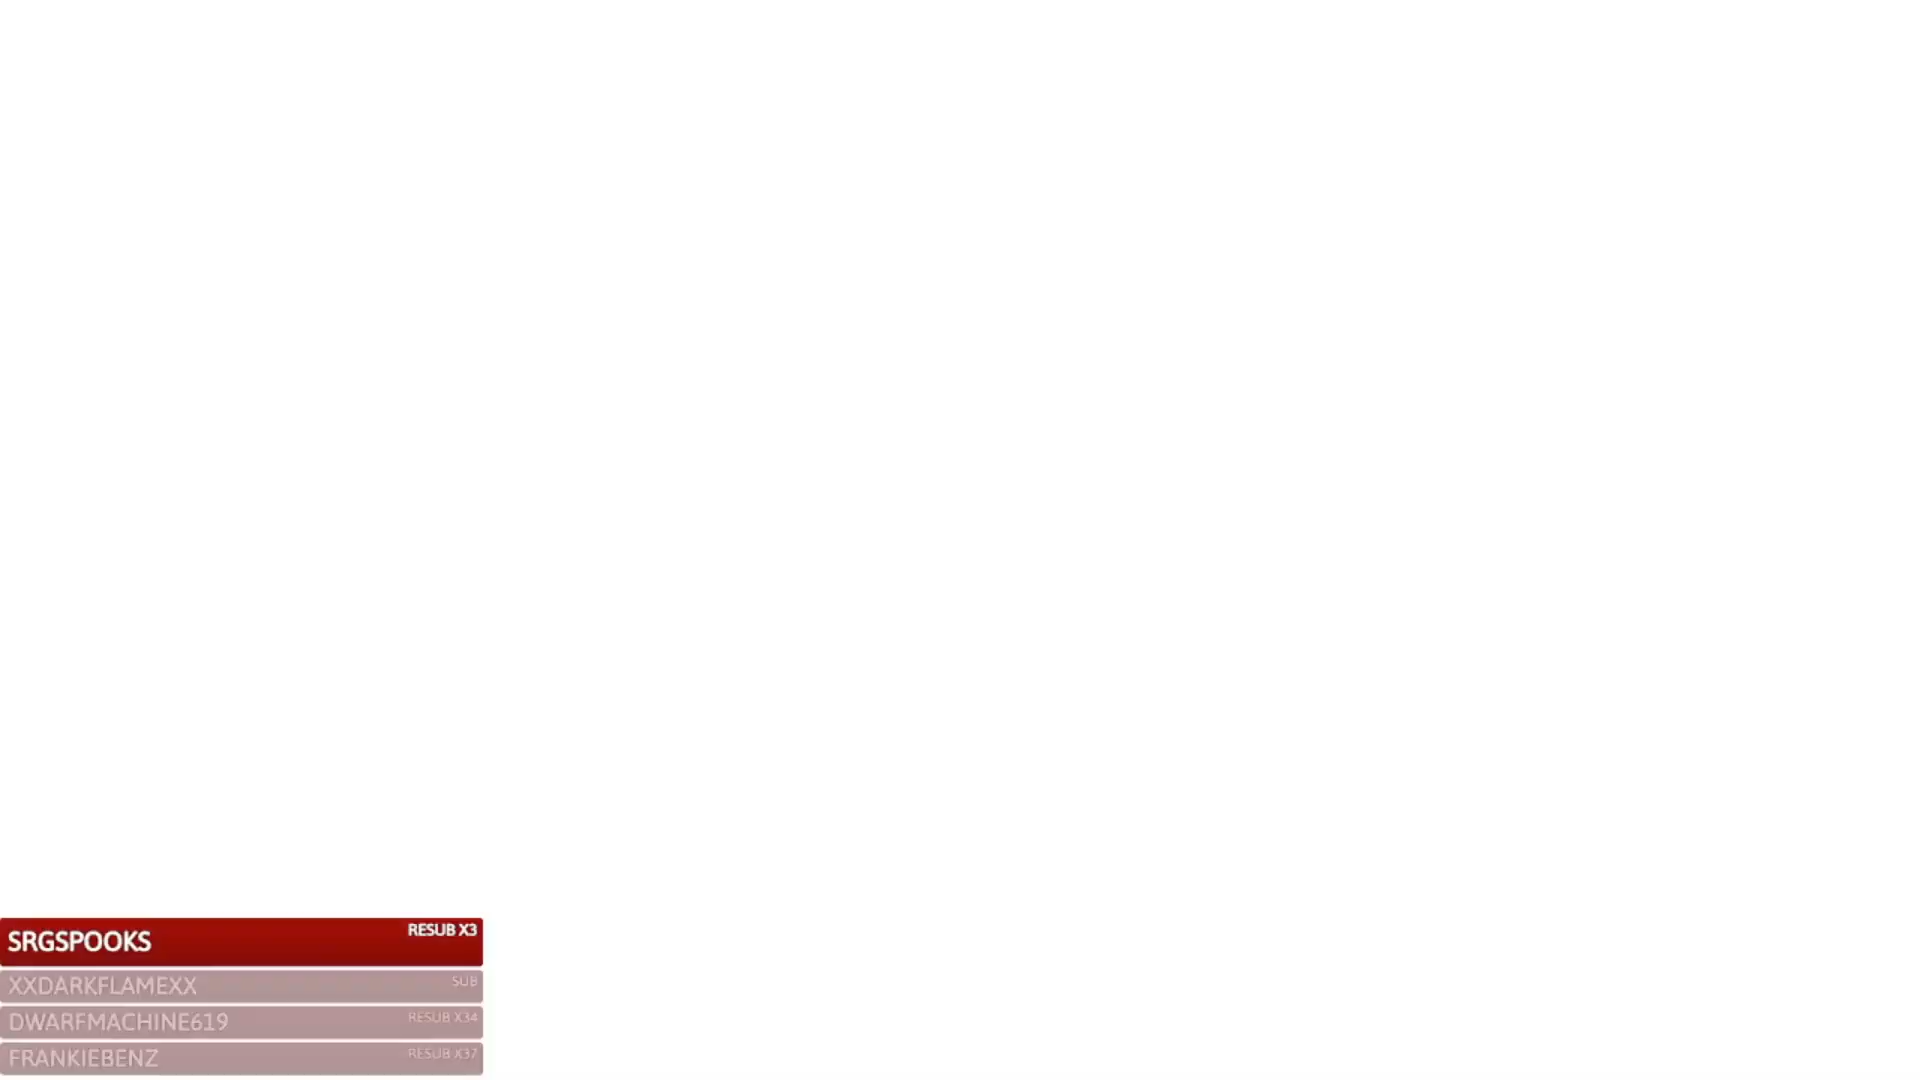 SRGSPOOKS RESUB X3
XXDARKFLAMEXX SUB
DWARFMACHINE619 RESUB X34
FRANKIEBENZ RESUB X37